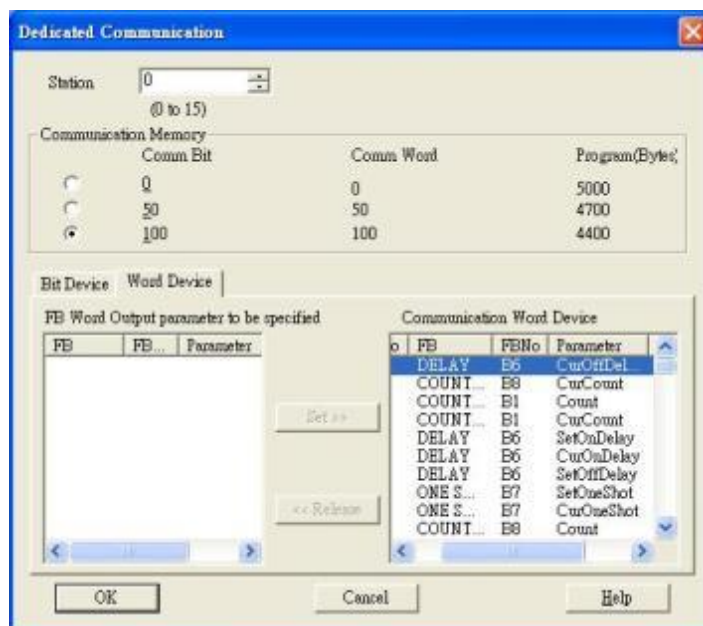 Dedicated Communication
Station 0
(0 to 15)
Communication Memory
Comm Bit Comm Word Program(Bytes)
0 0 5000
50 50 4700
100 100 4400
Bit Device Word Device
FB Word Output parameter to be specified
FB FB... Parameter
Set >>
<< Release
Communication Word Device
o FB FBNo Parameter
DELAY B6 CurOffDel...
COUNT... B8 CurCount
COUNT... B1 Count
COUNT... B1 CurCount
DELAY B6 SetOnDelay
DELAY B6 CurOnDelay
DELAY B6 SetOffDelay
ONE S... B7 SetOneShot
ONE S... B7 CurOneShot
COUNT... B8 Count
OK Cancel Help